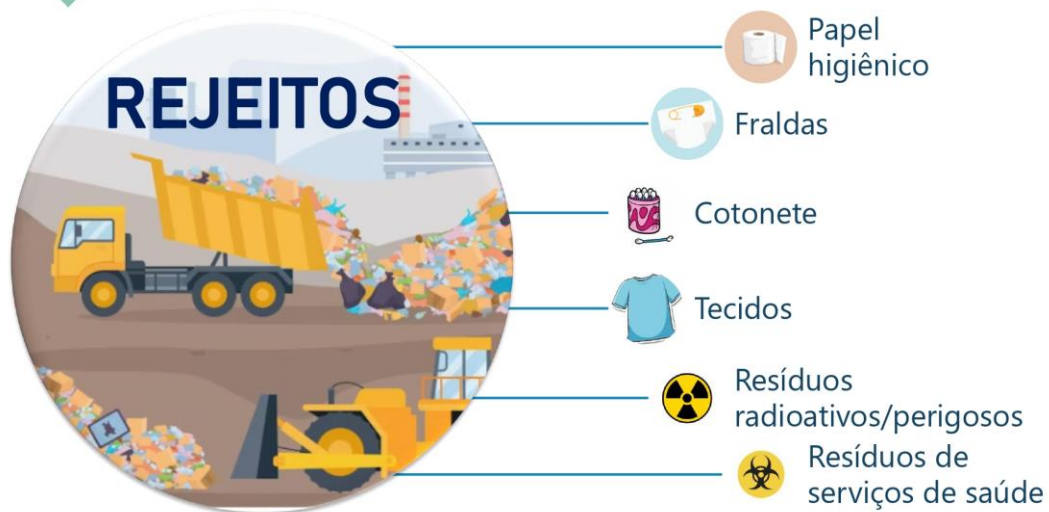 REJEITOS
Papel
higiênico
Fraldas
Cotonete
Tecidos
Resíduos
radioativos/perigosos
Resíduos de
serviços de saúde